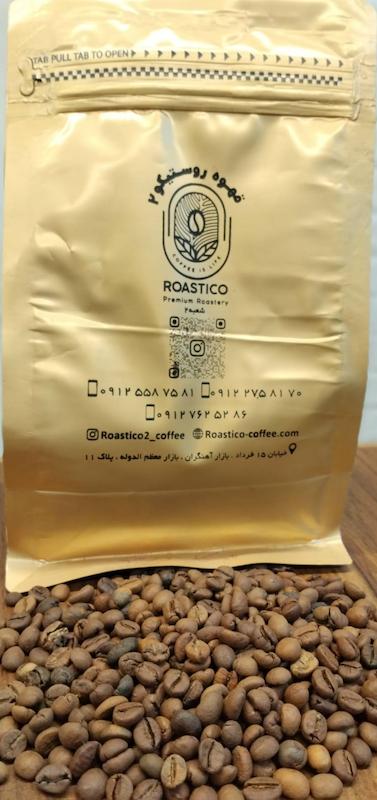 TAB PULL TAB TO OPEN
قهوه روستیکو ۲
COFFEE IS LIFE
ROASTICO
Premium Roastery
شعبه ۲
۰۹۱۲ ۵۵۸ ۷۵ ۸۱ ۰۹۱۲ ۲۷۵ ۸۱ ۷۰
۰۹۱۲ ۷۶۲ ۵۲ ۸۶
Roastico2_coffee Roastico-coffee.com
خیابان ۱۵ خرداد ، بازار آهنگران ، بازار معظم الدوله ، پلاک ۱۱